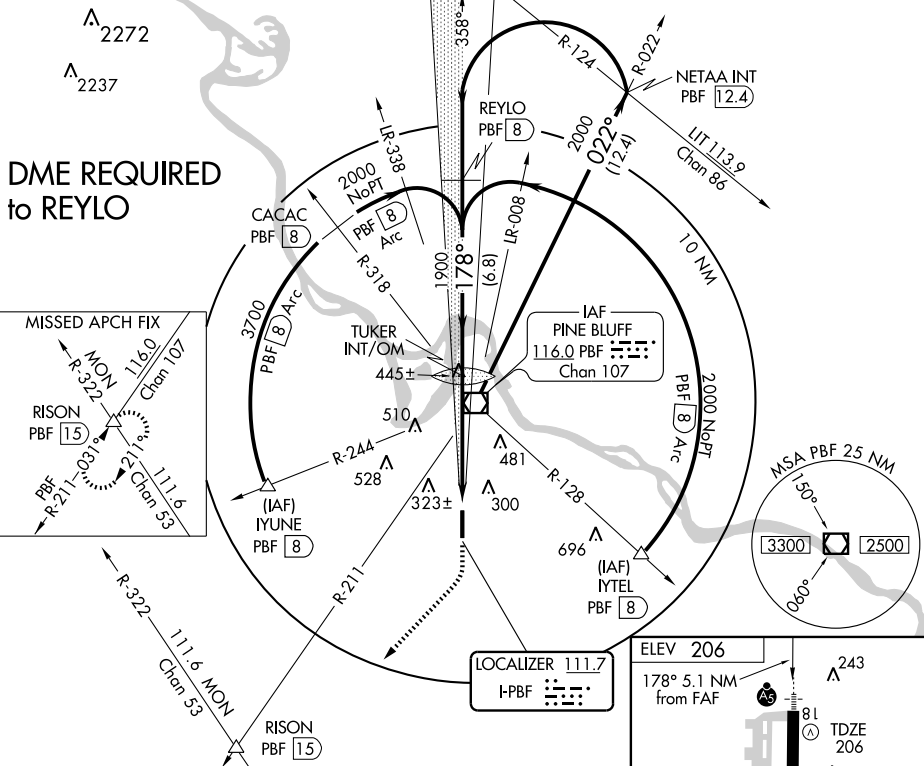 2272
2237
358°
R-124
R-022
NETAA INT
PBF 12.4
REYLO
PBF 8
2000
022°
(12.4)
LIT 113.9
Chan 86
DME REQUIRED
to REYLO
LR-338
2000
NoPT
PBF 8
Arc
CACAC
PBF 8
R-318
LR-008
1900
178°
(6.8)
10 NM
3700
PBF 8 Arc
TUKER
INT/OM
445±
IAF
PINE BLUFF
116.0 PBF
Chan 107
2000 NoPT
PBF 8 Arc
MISSED APCH FIX
MON
R-322
116.0
Chan 107
RISON
PBF 15
031°
211°
PBF
R-211
111.6
Chan 53
510
R-244
528
481
323±
300
R-128
696
(IAF)
IYUNE
PBF 8
(IAF)
IYTEL
PBF 8
MSA PBF 25 NM
150°
3300
2500
060°
R-211
R-322
111.6 MON
Chan 53
RISON
PBF 15
LOCALIZER 111.7
I-PBF
ELEV 206
178° 5.1 NM
from FAF
243
A5
18
TDZE
206